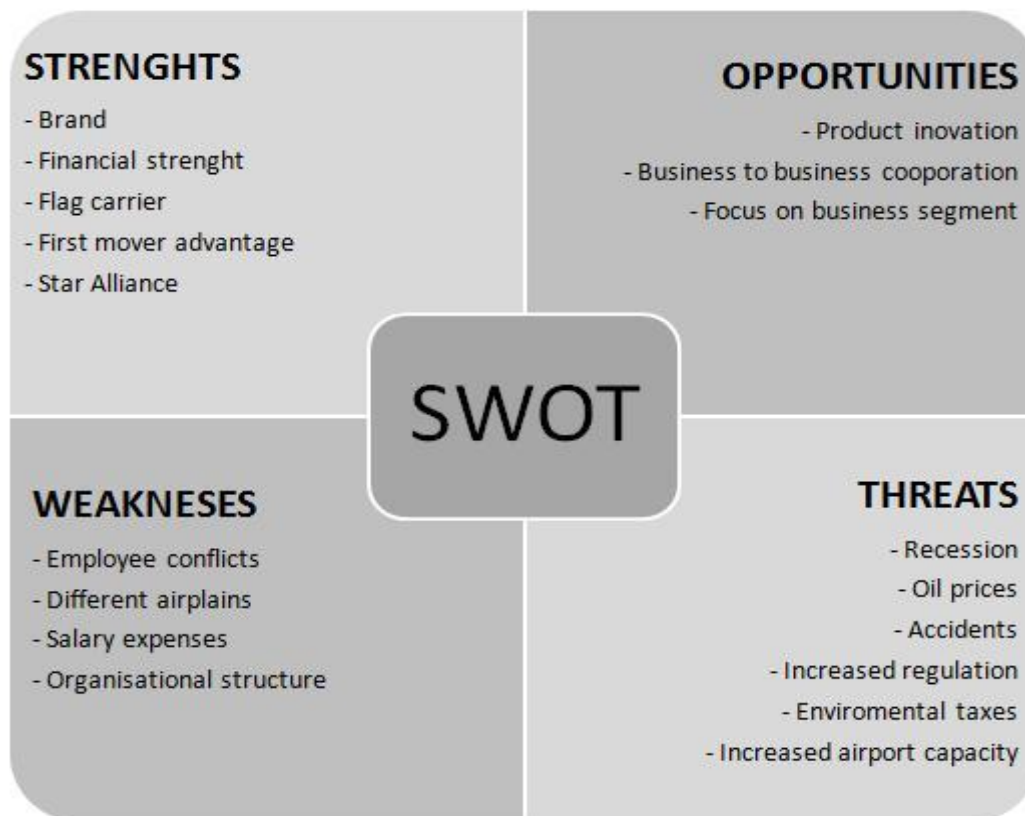 STRENGHTS
- Brand
- Financial strenght
- Flag carrier
- First mover advantage
- Star Alliance
OPPORTUNITIES
- Product inovation
- Business to business cooporation
- Focus on business segment
SWOT
WEAKNESES
- Employee conflicts
- Different airplains
- Salary expenses
- Organisational structure
THREATS
- Recession
- Oil prices
- Accidents
- Increased regulation
- Enviromental taxes
- Increased airport capacity